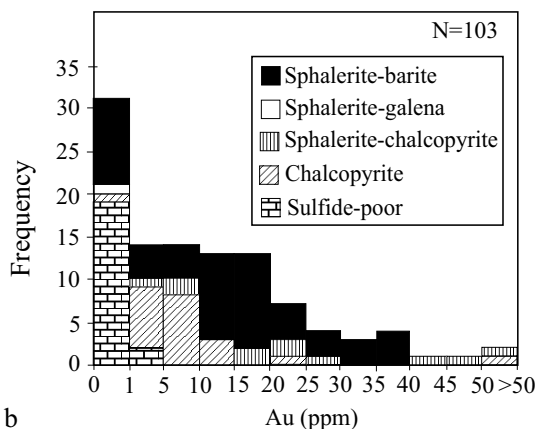 N=103
35
30
25
20
15
10
5
0
Frequency
Sphalerite-barite
Sphalerite-galena
Sphalerite-chalcopyrite
Chalcopyrite
Sulfide-poor
0 1 5 10 15 20 25 30 35 40 45 50 >50
Au (ppm)
b